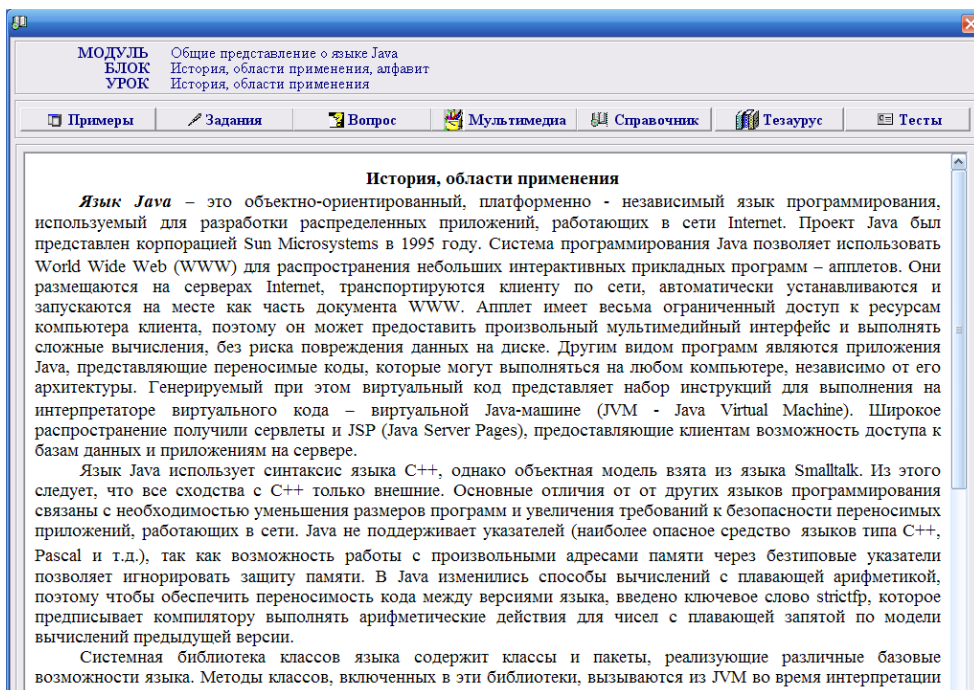 МОДУЛЬ Общие представление о языке Java
БЛОК История, области применения, алфавит
УРОК История, области применения
Примеры Задания Вопрос Мультимедиа Справочник Тезаурус Тесты
История, области применения
Язык Java – это объектно-ориентированный, платформенно - независимый язык программирования,
используемый для разработки распределенных приложений, работающих в сети Internet. Проект Java был
представлен корпорацией Sun Microsystems в 1995 году. Система программирования Java позволяет использовать
World Wide Web (WWW) для распространения небольших интерактивных прикладных программ – апплетов. Они
размещаются на серверах Internet, транспортируются клиенту по сети, автоматически устанавливаются и
запускаются на месте как часть документа WWW. Апплет имеет весьма ограниченный доступ к ресурсам
компьютера клиента, поэтому он может предоставить произвольный мультимедийный интерфейс и выполнять
сложные вычисления, без риска повреждения данных на диске. Другим видом программ являются приложения
Java, представляющие переносимые коды, которые могут выполняться на любом компьютере, независимо от его
архитектуры. Генерируемый при этом виртуальный код представляет набор инструкций для выполнения на
интерпретаторе виртуального кода – виртуальной Java-машине (JVM - Java Virtual Machine). Широкое
распространение получили сервлеты и JSP (Java Server Pages), предоставляющие клиентам возможность доступа к
базам данных и приложениям на сервере.
Язык Java использует синтаксис языка C++, однако объектная модель взята из языка Smalltalk. Из этого
следует, что все сходства с C++ только внешние. Основные отличия от от других языков программирования
связаны с необходимостью уменьшения размеров программ и увеличения требований к безопасности переносимых
приложений, работающих в сети. Java не поддерживает указателей (наиболее опасное средство языков типа C++,
Pascal и т.д.), так как возможность работы с произвольными адресами памяти через безтиповые указатели
позволяет игнорировать защиту памяти. В Java изменились способы вычислений с плавающей арифметикой,
поэтому чтобы обеспечить переносимость кода между версиями языка, введено ключевое слово strictfp, которое
предписывает компилятору выполнять арифметические действия для чисел с плавающей запятой по модели
вычислений предыдущей версии.
Системная библиотека классов языка содержит классы и пакеты, реализующие различные базовые
возможности языка. Методы классов, включенных в эти библиотеки, вызываются из JVM во время интерпретации